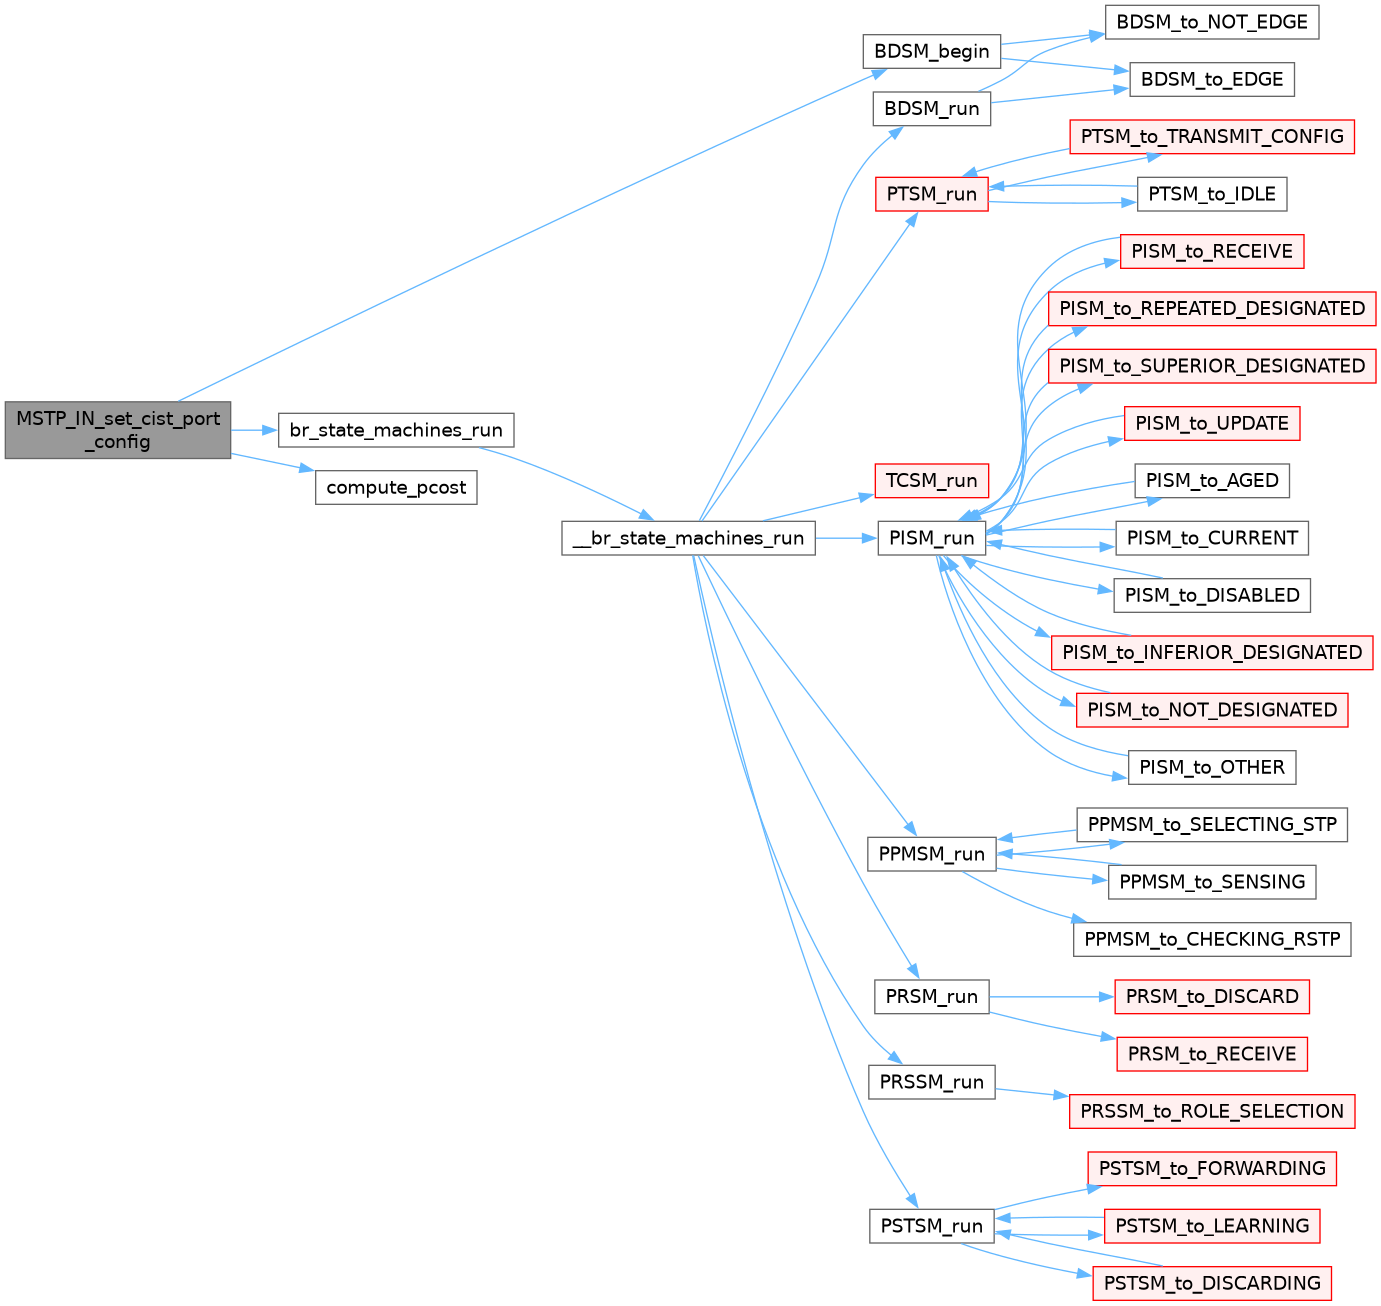 BDSM_to_NOT_EDGE
BDSM_begin
BDSM_to_EDGE
BDSM_run
PTSM_to_TRANSMIT_CONFIG
PTSM_run
PTSM_to_IDLE
PISM_to_RECEIVE
PISM_to_REPEATED_DESIGNATED
PISM_to_SUPERIOR_DESIGNATED
MSTP_IN_set_cist_port
_config
br_state_machines_run
PISM_to_UPDATE
compute_pcost
TCSM_run
PISM_to_AGED
__br_state_machines_run
PISM_run
PISM_to_CURRENT
PISM_to_DISABLED
PISM_to_INFERIOR_DESIGNATED
PISM_to_NOT_DESIGNATED
PISM_to_OTHER
PPMSM_to_SELECTING_STP
PPMSM_run
PPMSM_to_SENSING
PPMSM_to_CHECKING_RSTP
PRSM_run
PRSM_to_DISCARD
PRSM_to_RECEIVE
PRSSM_run
PRSSM_to_ROLE_SELECTION
PSTSM_to_FORWARDING
PSTSM_run
PSTSM_to_LEARNING
PSTSM_to_DISCARDING